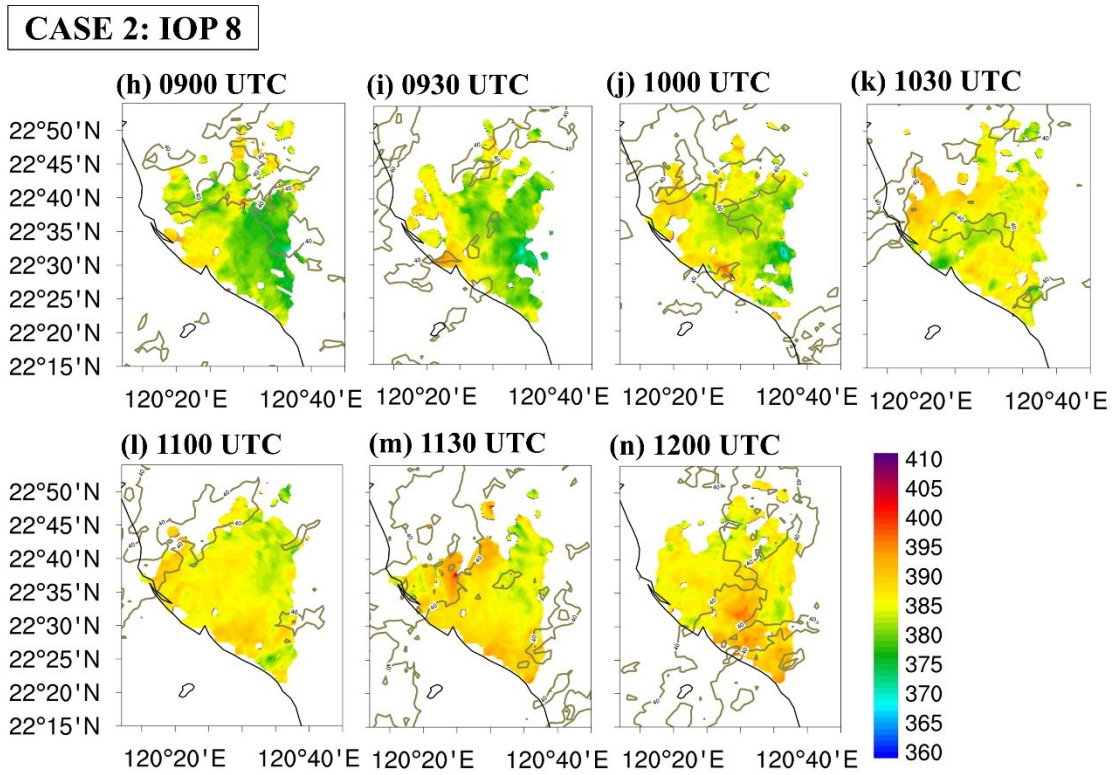 CASE 2: IOP 8
(h) 0900 UTC
(i) 0930 UTC
(j) 1000 UTC
(k) 1030 UTC
22°50'N
22°45'N
22°40'N
22°35'N
22°30'N
22°25'N
22°20'N
22°15'N
120°20'E 120°40'E
120°20'E 120°40'E
120°20'E 120°40'E
120°20'E 120°40'E
(l) 1100 UTC
(m) 1130 UTC
(n) 1200 UTC
22°50'N
22°45'N
22°40'N
22°35'N
22°30'N
22°25'N
22°20'N
22°15'N
120°20'E 120°40'E
120°20'E 120°40'E
120°20'E 120°40'E
410
405
400
395
390
385
380
375
370
365
360